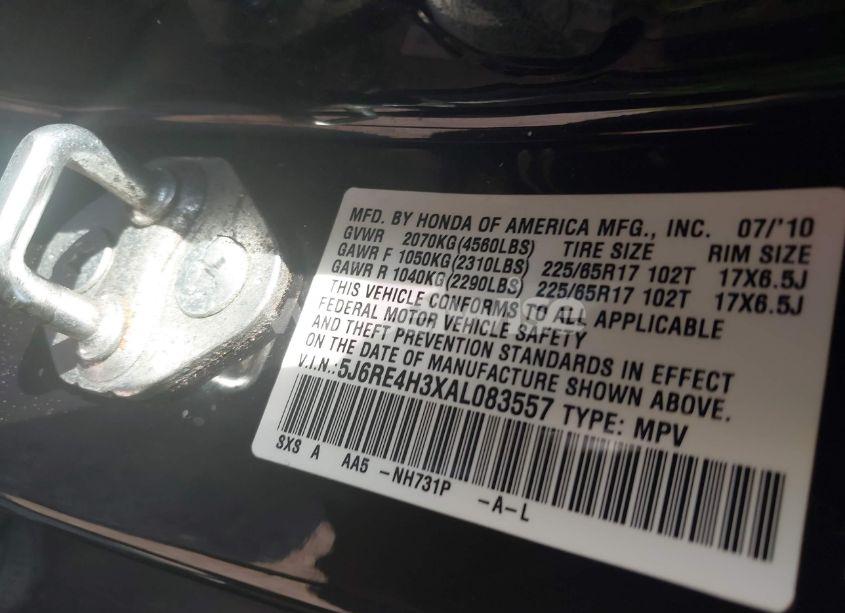 MFD. BY HONDA OF AMERICA MFG., INC. 07/'10
GVWR 2070KG(4560LBS) TIRE SIZE RIM SIZE
GAWR F 1050KG(2310LBS) 225/65R17 102T 17X6.5J
GAWR R 1040KG(2290LBS) 225/65R17 102T 17X6.5J
THIS VEHICLE CONFORMS TO ALL APPLICABLE
FEDERAL MOTOR VEHICLE SAFETY
AND THEFT PREVENTION STANDARDS IN EFFECT
ON THE DATE OF MANUFACTURE SHOWN ABOVE.
V.I.N.: 5J6RE4H3XAL083557 TYPE: MPV
SXS A AA5 -NH731P -A-L